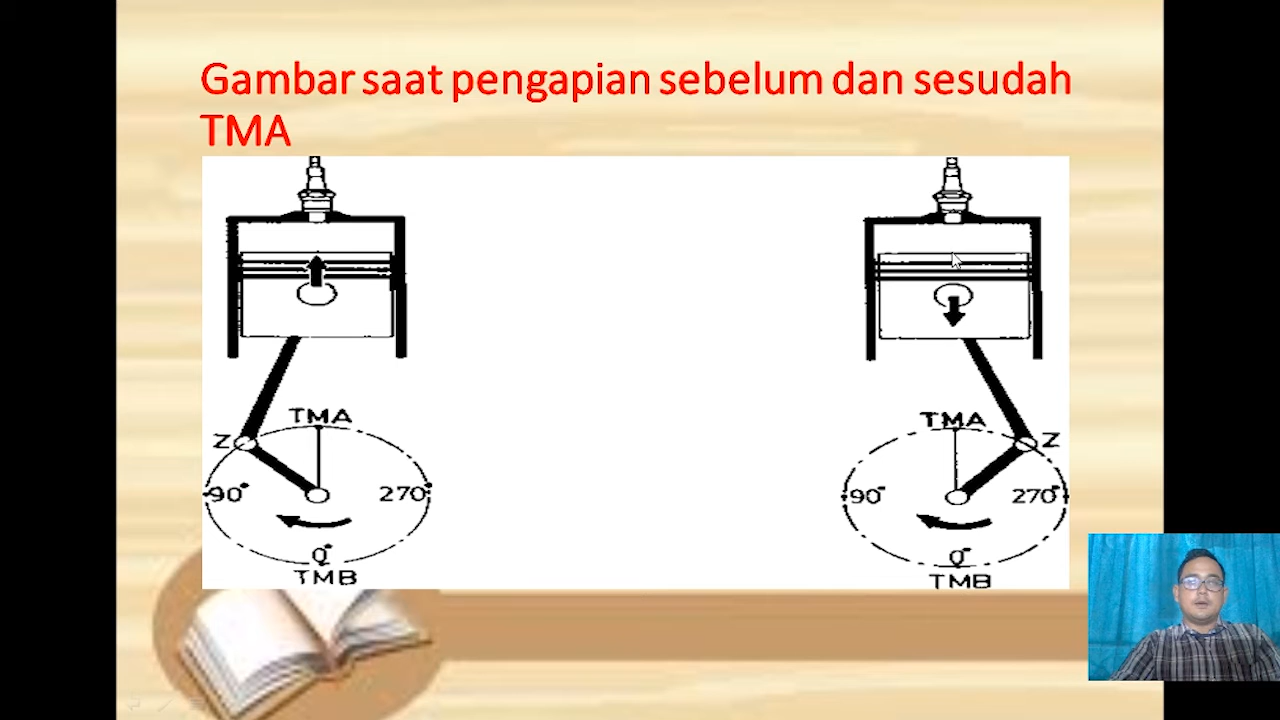 Gambar saat pengapian sebelum dan sesudah
TMA
TMA
Z
90°
270°
0°
TMB
TMA
Z
90°
270°
0°
TMB